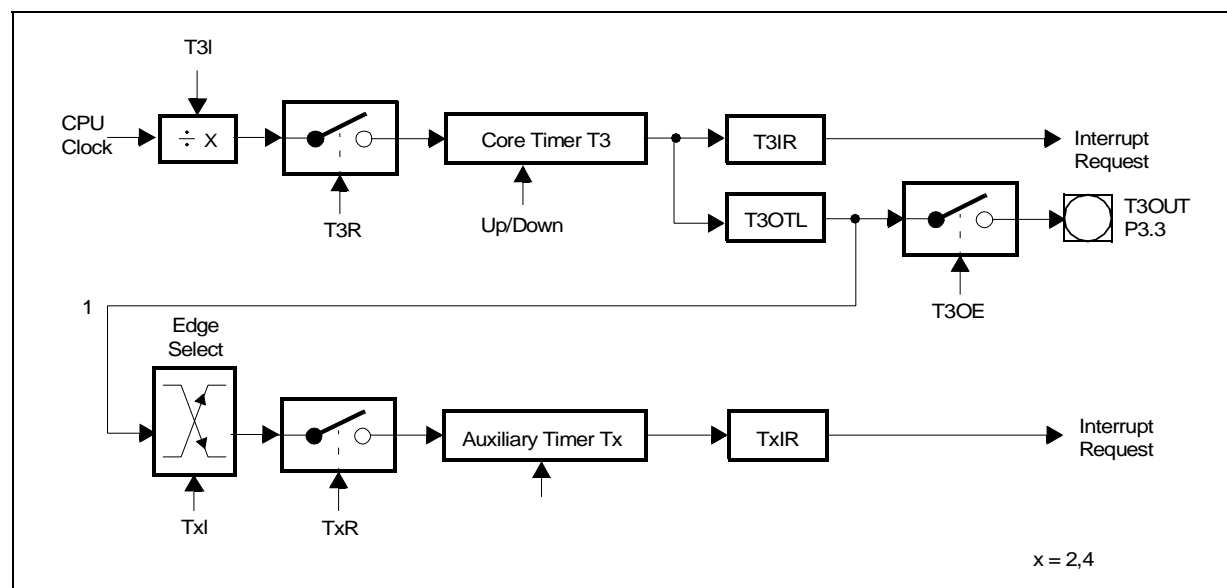 T3I
CPU
Clock
÷ X
T3R
Core Timer T3
Up/Down
T3IR
Interrupt
Request
T3OTL
T3OUT
P3.3
T3OE
1
Edge
Select
TxI
TxR
Auxiliary Timer Tx
TxIR
Interrupt
Request
x = 2,4